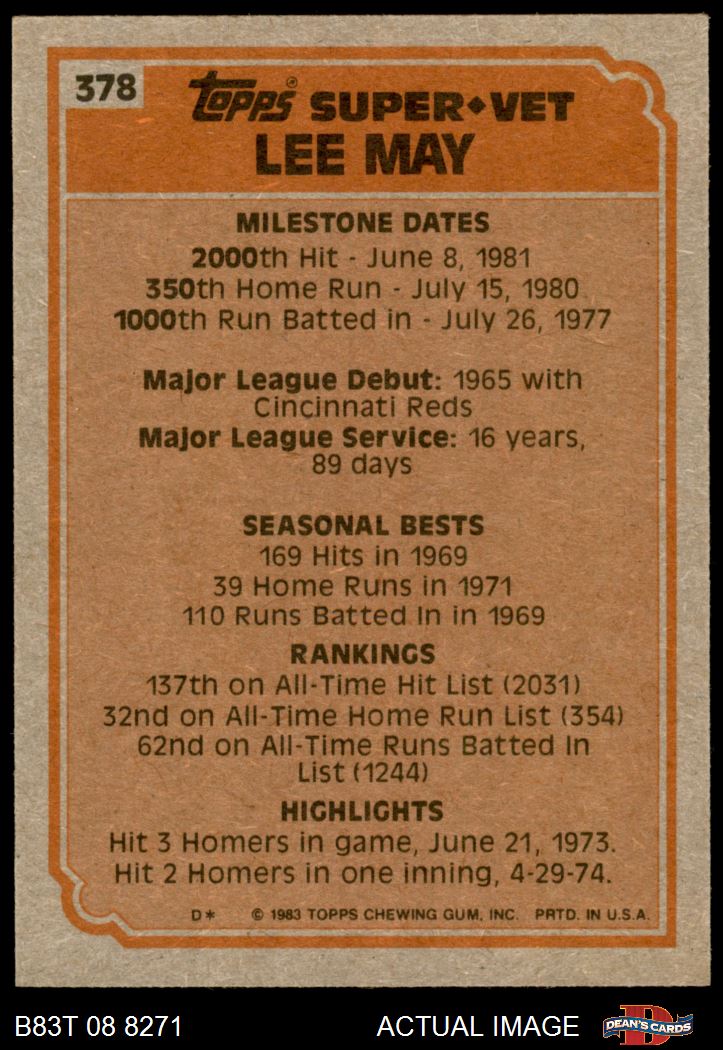 378
TOPPS® SUPER◆VET
LEE MAY
MILESTONE DATES
2000th Hit - June 8, 1981
350th Home Run - July 15, 1980
1000th Run Batted in - July 26, 1977
Major League Debut: 1965 with
Cincinnati Reds
Major League Service: 16 years,
89 days
SEASONAL BESTS
169 Hits in 1969
39 Home Runs in 1971
110 Runs Batted In in 1969
RANKINGS
137th on All-Time Hit List (2031)
32nd on All-Time Home Run List (354)
62nd on All-Time Runs Batted In
List (1244)
HIGHLIGHTS
Hit 3 Homers in game, June 21, 1973.
Hit 2 Homers in one inning, 4-29-74.
D* © 1983 TOPPS CHEWING GUM, INC. PRTD. IN U.S.A.
B83T 08 8271 ACTUAL IMAGE D DEAN'S CARDS